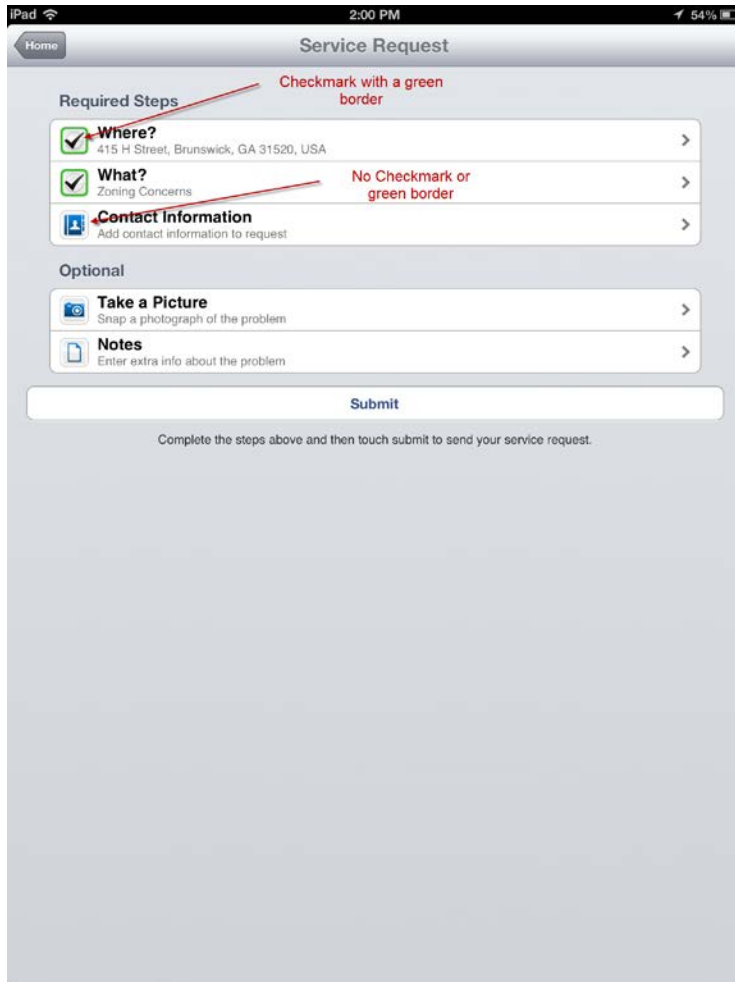 iPad 2:00 PM 54%
Home Service Request
Checkmark with a green
border
Required Steps
Where?
415 H Street, Brunswick, GA 31520, USA
What?
Zoning Concerns
No Checkmark or
green border
Contact Information
Add contact information to request
Optional
Take a Picture
Snap a photograph of the problem
Notes
Enter extra info about the problem
Submit
Complete the steps above and then touch submit to send your service request.